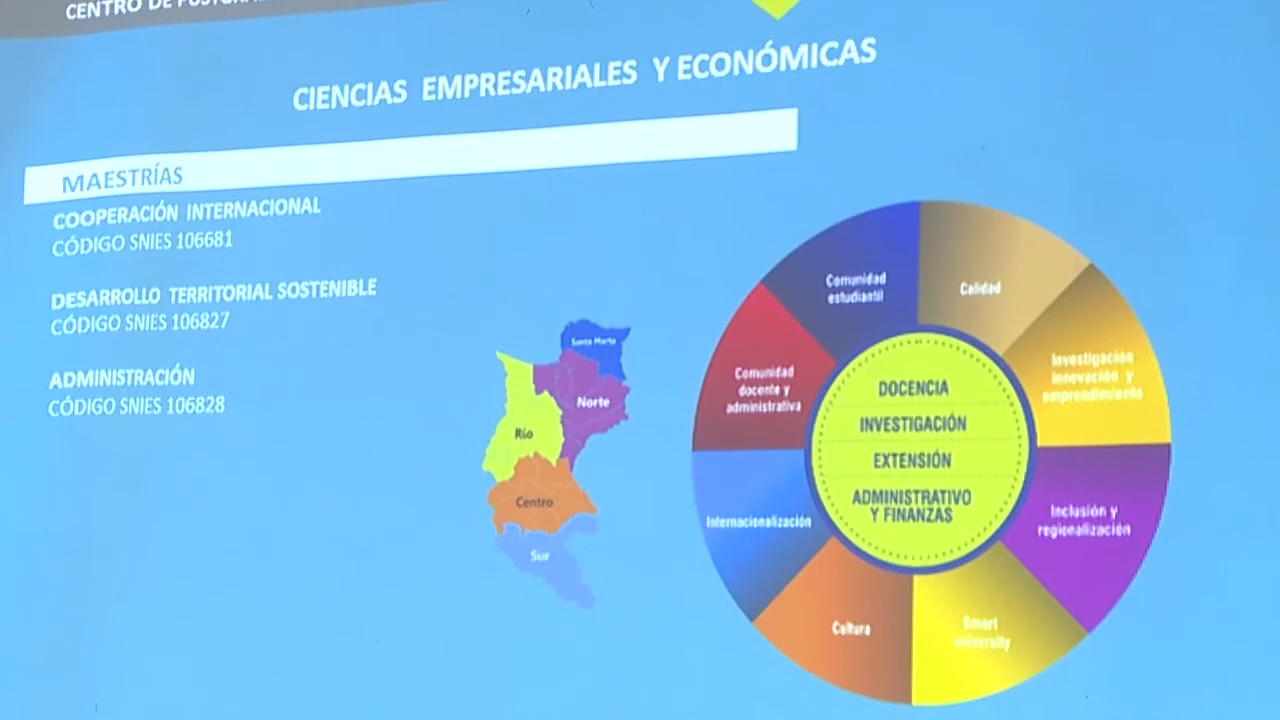 CENTRO DE
CIENCIAS EMPRESARIALES Y ECONÓMICAS
MAESTRÍAS
COOPERACIÓN INTERNACIONAL
CÓDIGO SNIES 106681
DESARROLLO TERRITORIAL SOSTENIBLE
CÓDIGO SNIES 106827
ADMINISTRACIÓN
CÓDIGO SNIES 106828
Santa Marta
Norte
Río
Centro
Sur
Comunidad
estudiantil
Calidad
Investigación
innovación y
emprendimiento
Inclusión y
regionalización
Smart
university
Cultura
Internacionalización
Comunidad
docente y
administrativa
DOCENCIA
INVESTIGACIÓN
EXTENSIÓN
ADMINISTRATIVO
Y FINANZAS